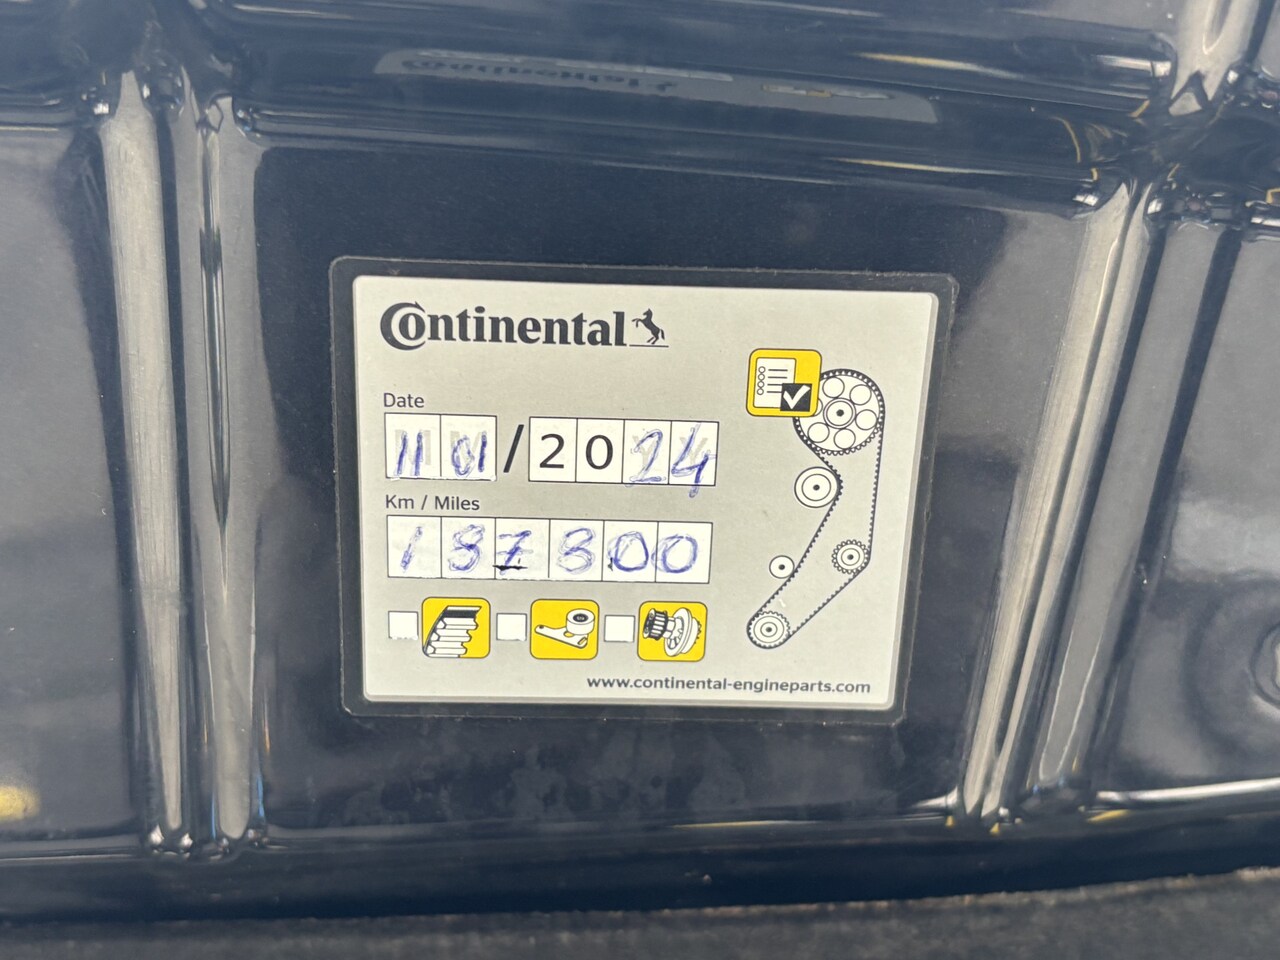 Continental
Date
11 01/2024
Km / Miles
187800
www.continental-engineparts.com